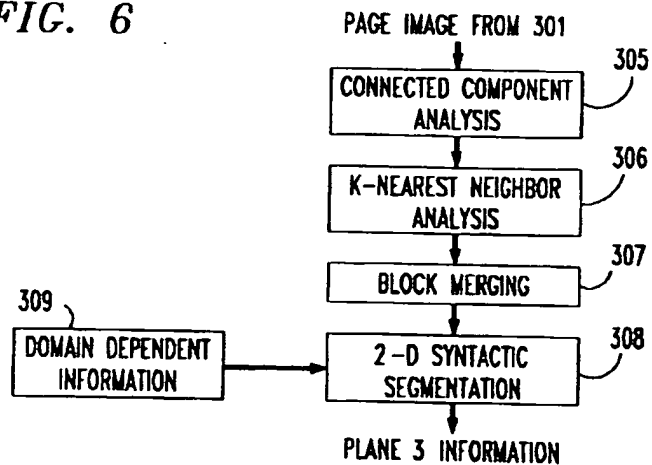 FIG. 6
PAGE IMAGE FROM 301
305
CONNECTED COMPONENT
ANALYSIS
306
K-NEAREST NEIGHBOR
ANALYSIS
307
BLOCK MERGING
309
DOMAIN DEPENDENT
INFORMATION
308
2-D SYNTACTIC
SEGMENTATION
PLANE 3 INFORMATION